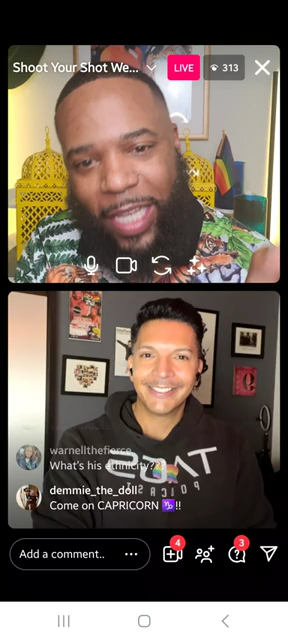 Shoot Your Shot We...
LIVE
313
warnellthefierce
What's his ethnicity??
demmie_the_doll
Come on CAPRICORN ♑!!
Add a comment..
4
3